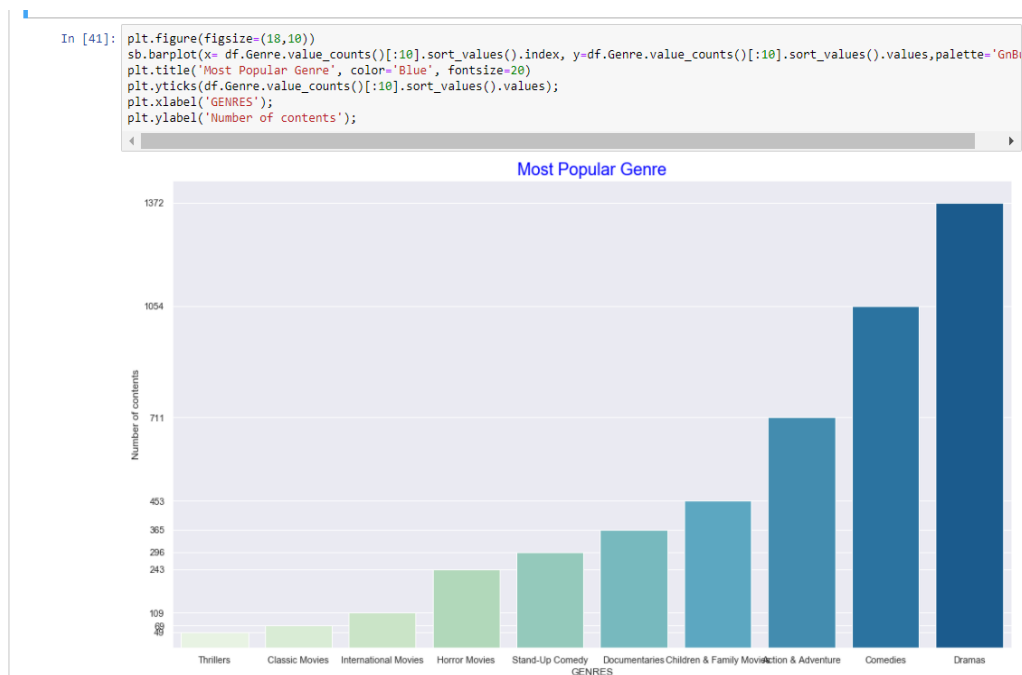 In [41]: plt.figure(figsize=(18,10))
sb.barplot(x= df.Genre.value_counts()[:10].sort_values().index, y=df.Genre.value_counts()[:10].sort_values().values,palette='GnBu
plt.title('Most Popular Genre', color='Blue', fontsize=20)
plt.yticks(df.Genre.value_counts()[:10].sort_values().values);
plt.xlabel('GENRES');
plt.ylabel('Number of contents');
Most Popular Genre
1372
1054
711
453
365
296
243
109
69
49
Number of contents
Thrillers Classic Movies International Movies Horror Movies Stand-Up Comedy Documentaries Children & Family Movies Action & Adventure Comedies Dramas
GENRES